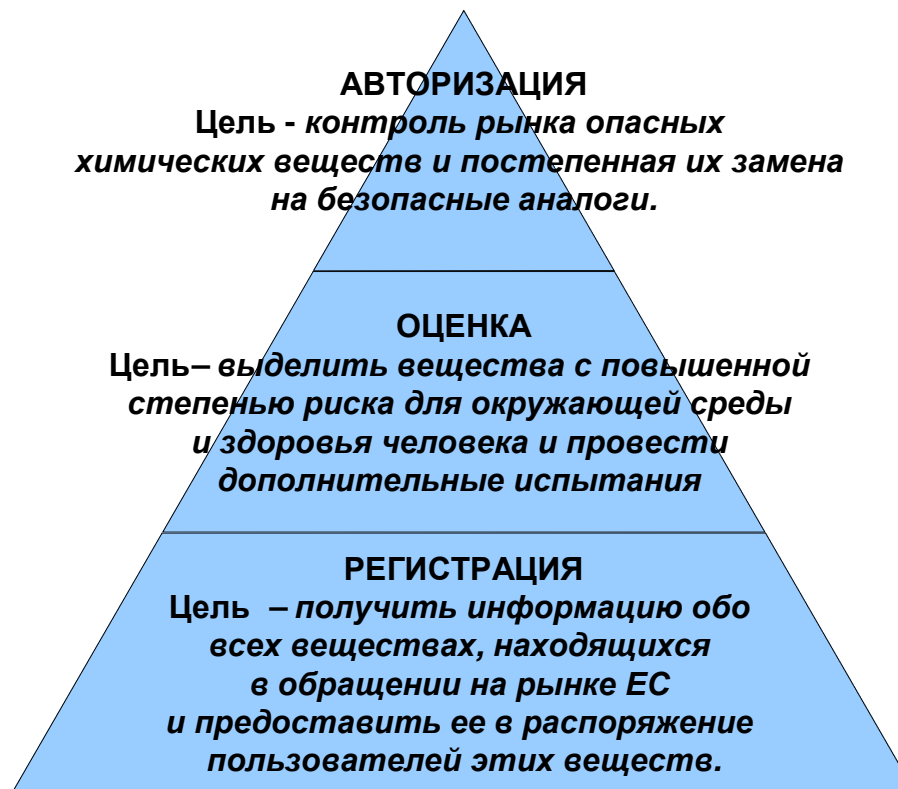 АВТОРИЗАЦИЯ
Цель - контроль рынка опасных
химических веществ и постепенная их замена
на безопасные аналоги.
ОЦЕНКА
Цель– выделить вещества с повышенной
степенью риска для окружающей среды
и здоровья человека и провести
дополнительные испытания
РЕГИСТРАЦИЯ
Цель – получить информацию обо
всех веществах, находящихся
в обращении на рынке ЕС
и предоставить ее в распоряжение
пользователей этих веществ.